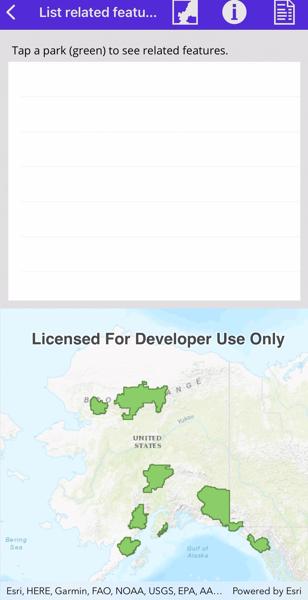 List related featu...
Tap a park (green) to see related features.
Licensed For Developer Use Only
ANGE
Yukon
UNITED
STATES
Bering
Sea
Gulf of
Alaska
Esri, HERE, Garmin, FAO, NOAA, USGS, EPA, AA... Powered by Esri